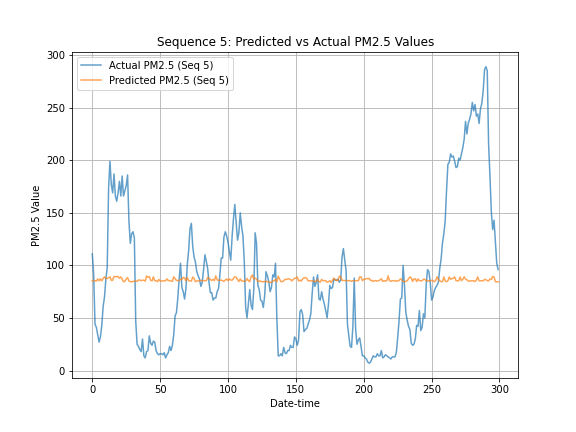 Sequence 5: Predicted vs Actual PM2.5 Values
Actual PM2.5 (Seq 5)
Predicted PM2.5 (Seq 5)
PM2.5 Value
300
250
200
150
100
50
0
0 50 100 150 200 250 300
Date-time